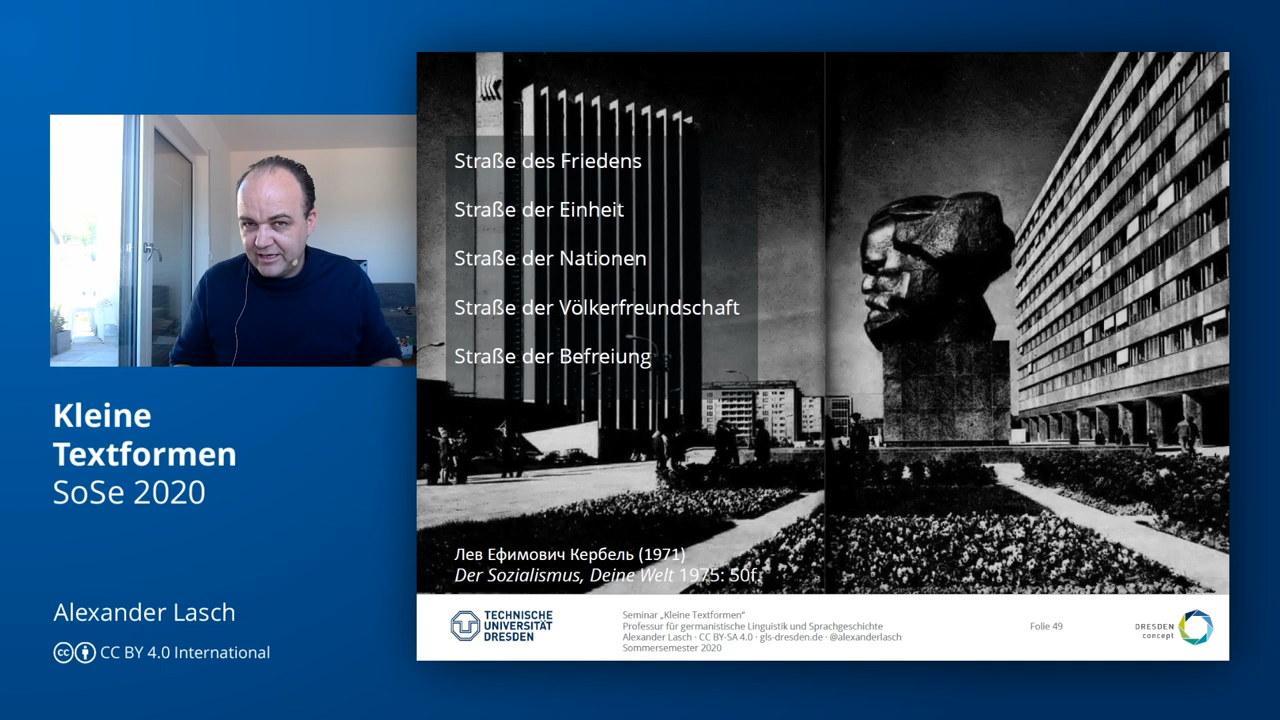 Kleine
Textformen
SoSe 2020
Alexander Lasch
CC BY 4.0 International
Straße des Friedens
Straße der Einheit
Straße der Nationen
Straße der Völkerfreundschaft
Straße der Befreiung
Лев Ефимович Кербель (1971)
Der Sozialismus, Deine Welt 1975: 50f.
TECHNISCHE
UNIVERSITÄT
DRESDEN
Seminar „Kleine Textformen“
Professur für germanistische Linguistik und Sprachgeschichte
Alexander Lasch · CC BY-SA 4.0 · gls-dresden.de · @alexanderlasch
Sommersemester 2020
Folie 49
DRESDEN
concept